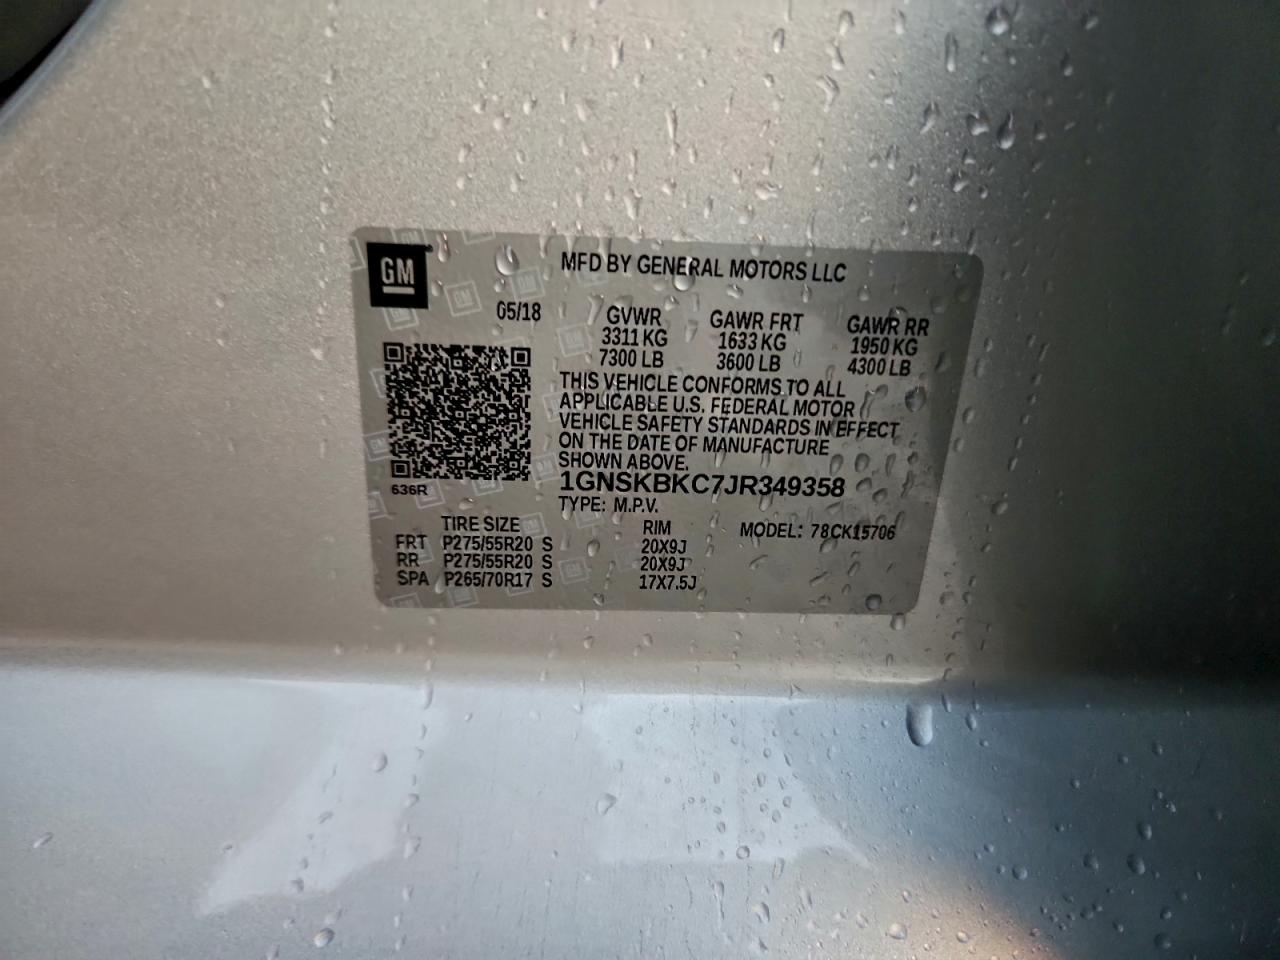 GM
MFD BY GENERAL MOTORS LLC
05/18
GVWR GAWR FRT GAWR RR
3311 KG 1633 KG 1950 KG
7300 LB 3600 LB 4300 LB
THIS VEHICLE CONFORMS TO ALL
APPLICABLE U.S. FEDERAL MOTOR
VEHICLE SAFETY STANDARDS IN EFFECT
ON THE DATE OF MANUFACTURE
SHOWN ABOVE.
1GNSKBKC7JR349358
636R
TYPE: M.P.V.
TIRE SIZE RIM MODEL: 78CK15706
FRT P275/55R20 S 20X9J
RR P275/55R20 S 20X9J
SPA P265/70R17 S 17X7.5J